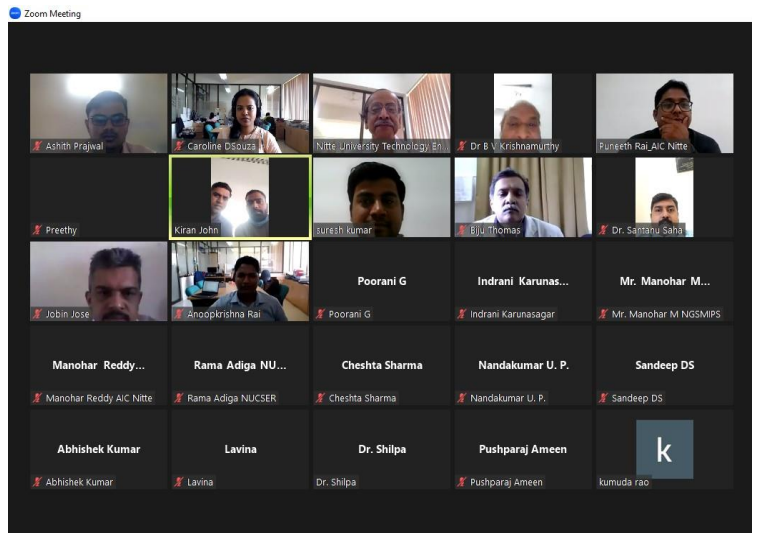 Zoom Meeting
Ashith Prajwal
Caroline DSouza
Nitte University Technology En...
Dr B V Krishnamurthy
Puneeth Rai_AIC Nitte
Preethy
Kiran John
suresh kumar
Biju Thomas
Dr. Santanu Saha
Jobin Jose
Anoopkrishna Rai
Poorani G
Poorani G
Indrani Karunas...
Indrani Karunasagar
Mr. Manohar M...
Mr. Manohar M NGSMIPS
Manohar Reddy...
Manohar Reddy AIC Nitte
Rama Adiga NU...
Rama Adiga NUCSER
Cheshta Sharma
Cheshta Sharma
Nandakumar U. P.
Nandakumar U. P.
Sandeep DS
Sandeep DS
Abhishek Kumar
Abhishek Kumar
Lavina
Lavina
Dr. Shilpa
Dr. Shilpa
Pushparaj Ameen
Pushparaj Ameen
k
kumuda rao